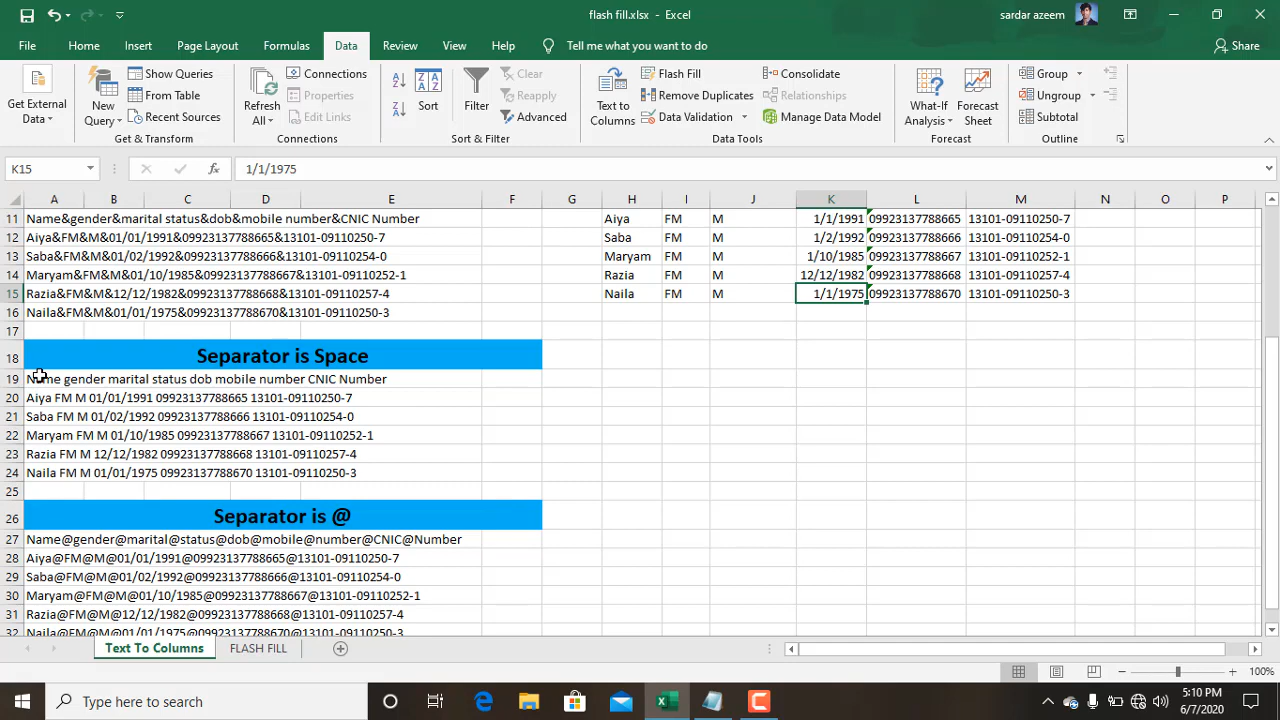 flash fill.xlsx - Excel
sardar azeem
File Home Insert Page Layout Formulas Data Review View Help Tell me what you want to do Share
Get External Data
New Query
Show Queries
From Table
Recent Sources
Get & Transform
Refresh All
Connections
Properties
Edit Links
Connections
Sort
Filter
Clear
Reapply
Advanced
Sort & Filter
Text to Columns
Flash Fill
Remove Duplicates
Data Validation
Consolidate
Relationships
Manage Data Model
Data Tools
What-If Analysis
Forecast Sheet
Forecast
Group
Ungroup
Subtotal
Outline
K15 fx 1/1/1975
A B C D E F G H I J K L M N O P
11 Name&gender&marital status&dob&mobile number&CNIC Number Aiya FM M 1/1/1991 09923137788665 13101-09110250-7
12 Aiya&FM&M&01/01/1991&09923137788665&13101-09110250-7 Saba FM M 1/2/1992 09923137788666 13101-09110254-0
13 Saba&FM&M&01/02/1992&09923137788666&13101-09110254-0 Maryam FM M 1/10/1985 09923137788667 13101-09110252-1
14 Maryam&FM&M&01/10/1985&09923137788667&13101-09110252-1 Razia FM M 12/12/1982 09923137788668 13101-09110257-4
15 Razia&FM&M&12/12/1982&09923137788668&13101-09110257-4 Naila FM M 1/1/1975 09923137788670 13101-09110250-3
16 Naila&FM&M&01/01/1975&09923137788670&13101-09110250-3
17
18 Separator is Space
19 Name gender marital status dob mobile number CNIC Number
20 Aiya FM M 01/01/1991 09923137788665 13101-09110250-7
21 Saba FM M 01/02/1992 09923137788666 13101-09110254-0
22 Maryam FM M 01/10/1985 09923137788667 13101-09110252-1
23 Razia FM M 12/12/1982 09923137788668 13101-09110257-4
24 Naila FM M 01/01/1975 09923137788670 13101-09110250-3
25
26 Separator is @
27 Name@gender@marital@status@dob@mobile@number@CNIC@Number
28 Aiya@FM@M@01/01/1991@09923137788665@13101-09110250-7
29 Saba@FM@M@01/02/1992@09923137788666@13101-09110254-0
30 Maryam@FM@M@01/10/1985@09923137788667@13101-09110252-1
31 Razia@FM@M@12/12/1982@09923137788668@13101-09110257-4
32 Naila@FM@M@01/01/1975@09923137788670@13101-09110250-3
Text To Columns FLASH FILL
100%
Type here to search
5:10 PM
6/7/2020